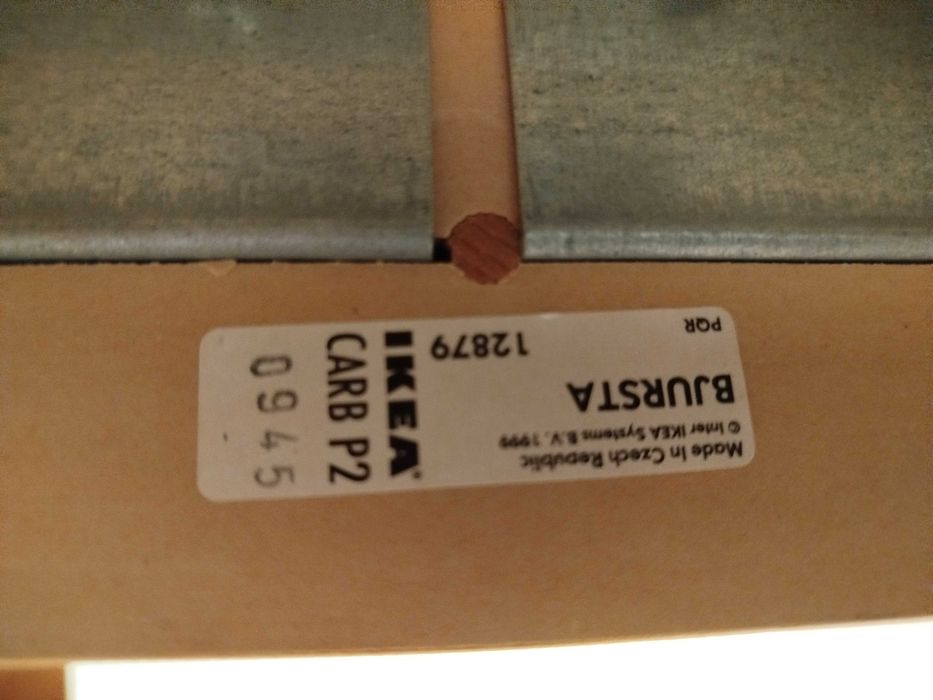 Made In Czech Republic
© Inter IKEA Systems B.V. 1999
BJURSTA
12879
PQR
IKEA®
CARB P2
0945